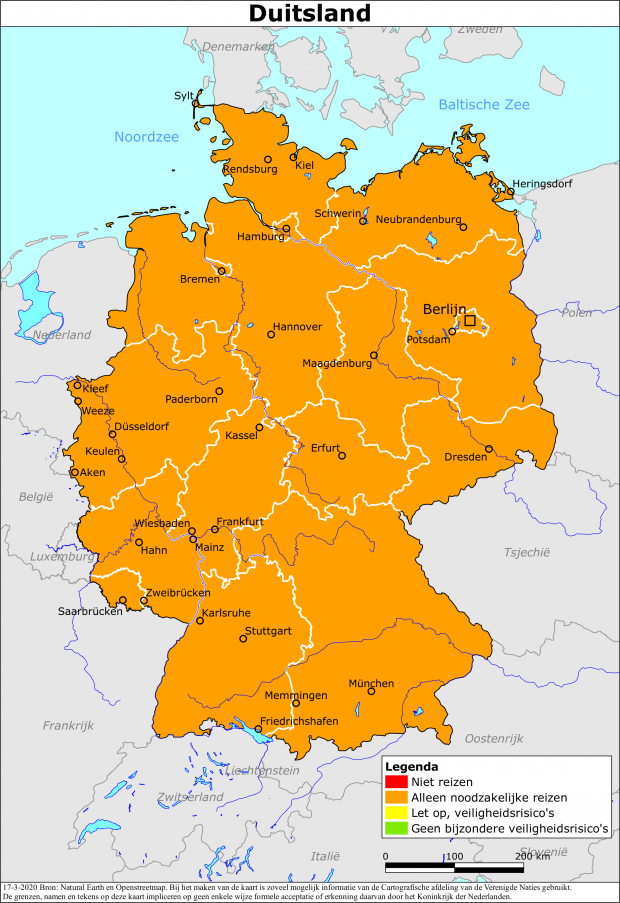 Duitsland
Denemarken
Zweden
Sylt
Baltische Zee
Noordzee
Kiel
Rendsburg
Heringsdorf
Schwerin
Neubrandenburg
Hamburg
Bremen
Berlijn
Polen
Hannover
Nederland
Potsdam
Maagdenburg
Kleef
Paderborn
Weeze
Düsseldorf
Kassel
Keulen
Erfurt
Dresden
Aken
België
Wiesbaden
Frankfurt
Mainz
Hahn
Tsjechië
Luxemburg
Zweibrücken
Saarbrücken
Karlsruhe
Stuttgart
München
Memmingen
Friedrichshafen
Frankrijk
Oostenrijk
Liechtenstein
Zwitserland
Italië
Slovenië
Legenda
Niet reizen
Alleen noodzakelijke reizen
Let op, veiligheidsrisico's
Geen bijzondere veiligheidsrisico's
0 100 200 km
17-3-2020 Bron: Natural Earth en Openstreetmap. Bij het maken van de kaart is zoveel mogelijk informatie van de Cartografische afdeling van de Verenigde Naties gebruikt.
De grenzen, namen en tekens op deze kaart impliceren op geen enkele wijze formele acceptatie of erkenning daarvan door het Koninkrijk der Nederlanden.